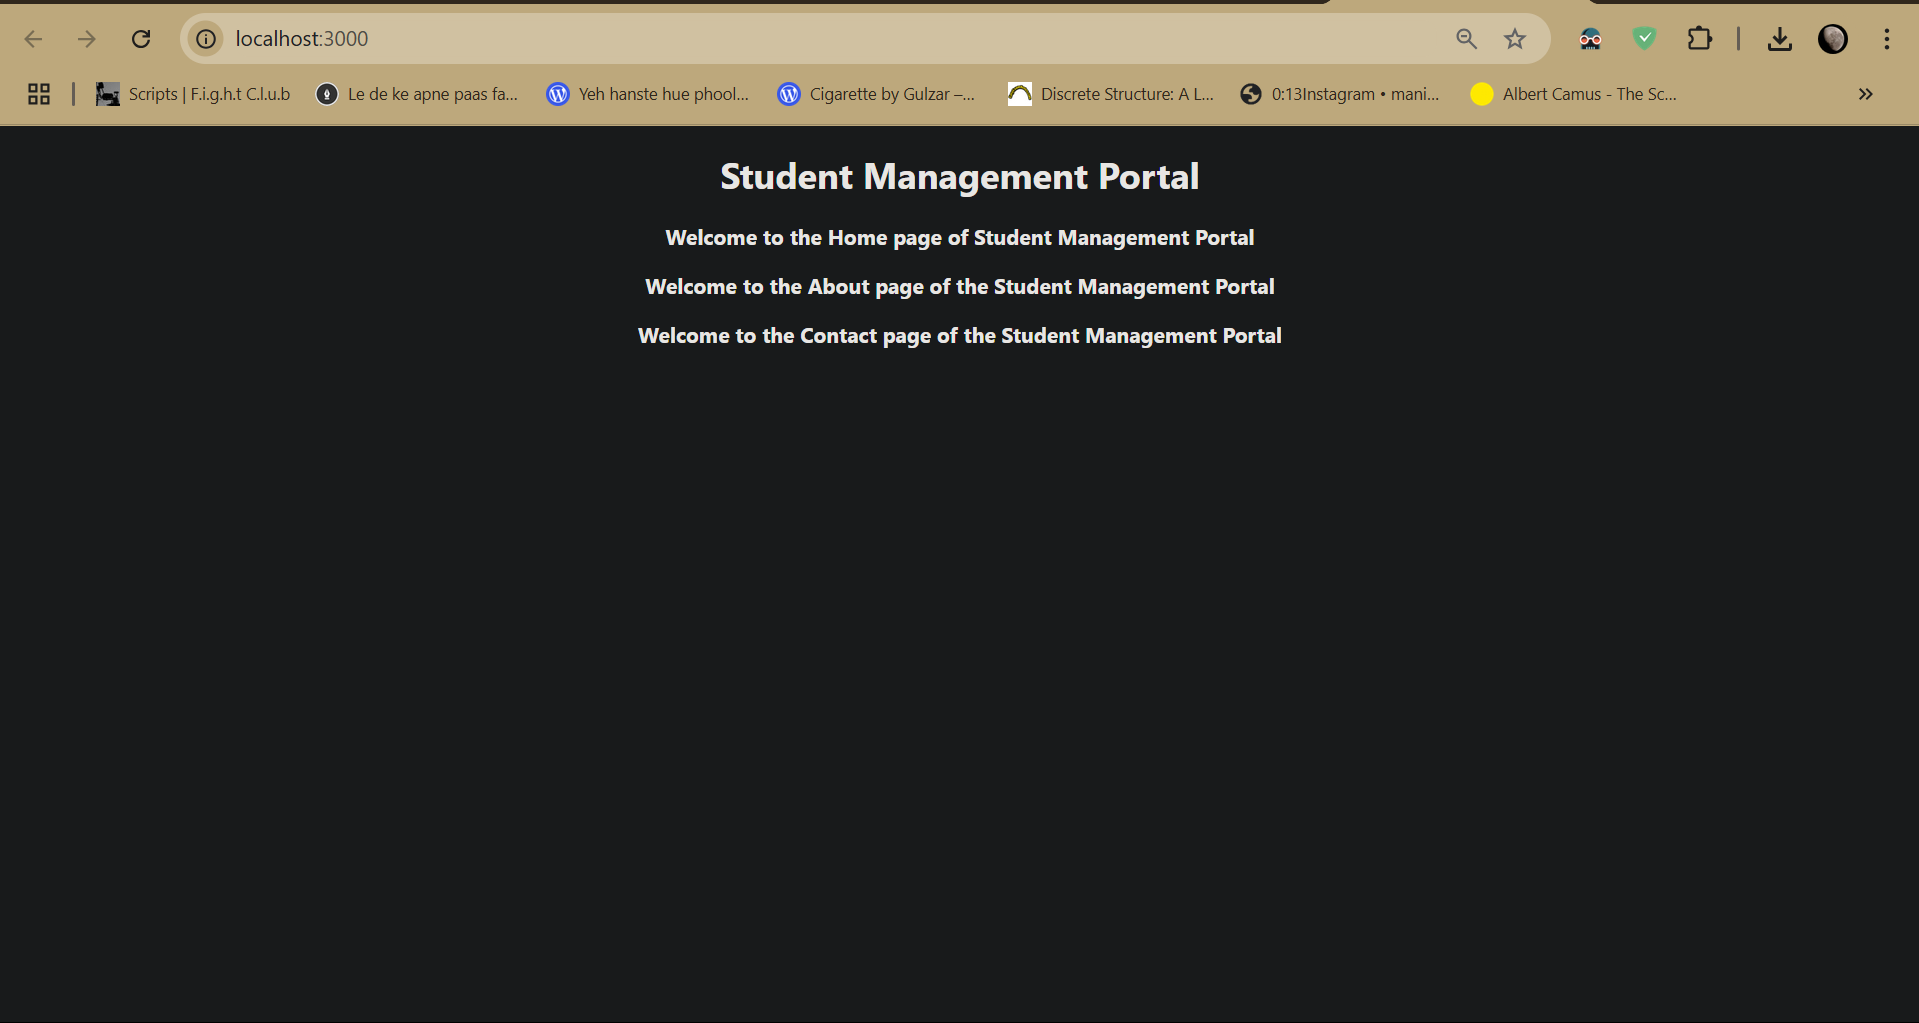 localhost:3000
Scripts | F.i.g.h.t C.l.u.b
Le de ke apne paas fa...
Yeh hanste hue phool...
Cigarette by Gulzar –...
Discrete Structure: A L...
0:13Instagram • mani...
Albert Camus - The Sc...
Student Management Portal
Welcome to the Home page of Student Management Portal
Welcome to the About page of the Student Management Portal
Welcome to the Contact page of the Student Management Portal